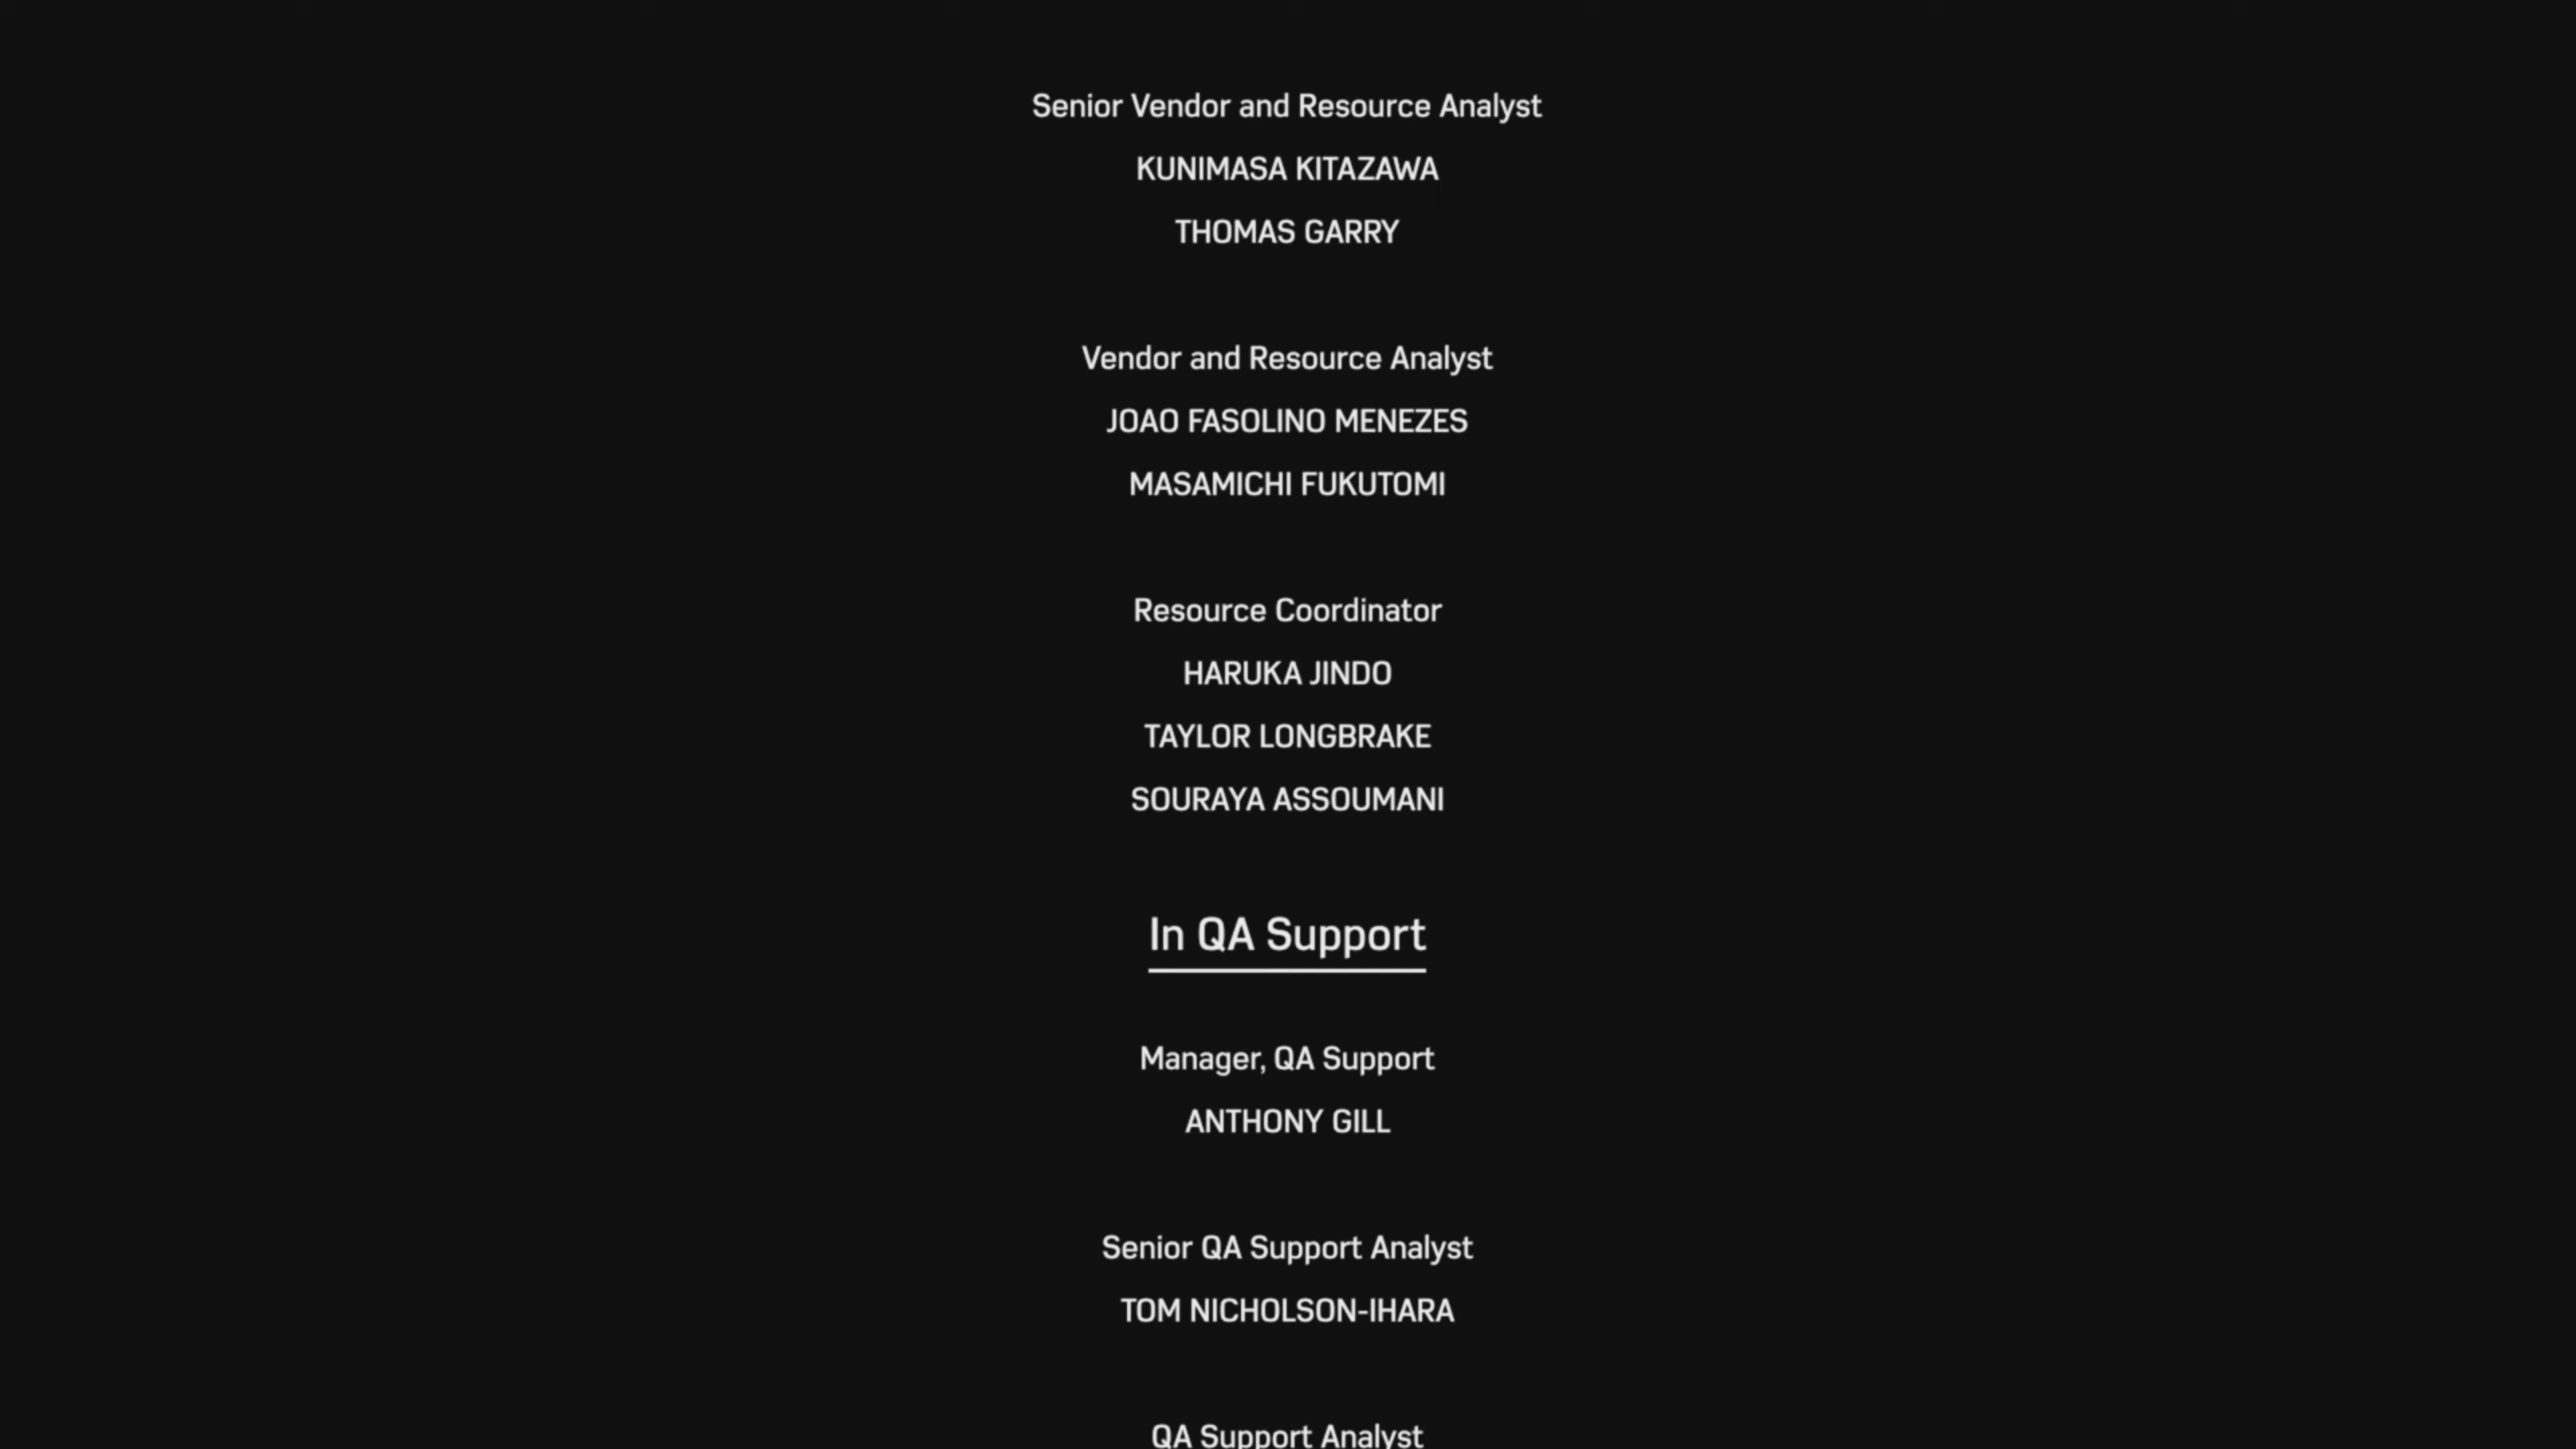 Senior Vendor and Resource Analyst
KUNIMASA KITAZAWA
THOMAS GARRY
Vendor and Resource Analyst
JOAO FASOLINO MENEZES
MASAMICHI FUKUTOMI
Resource Coordinator
HARUKA JINDO
TAYLOR LONGBRAKE
SOURAYA ASSOUMANI
In QA Support
Manager, QA Support
ANTHONY GILL
Senior QA Support Analyst
TOM NICHOLSON-IHARA
QA Support Analyst